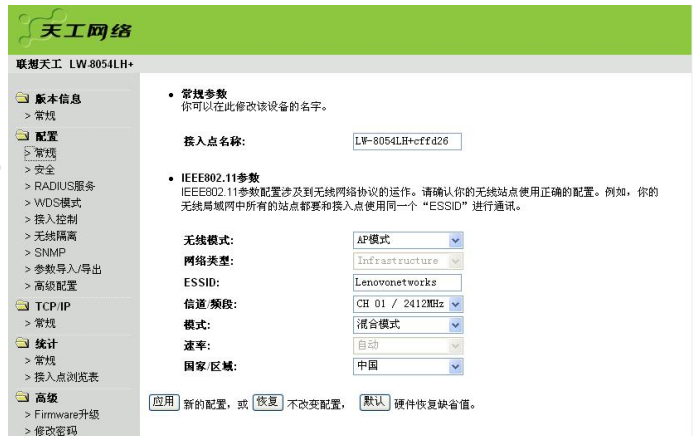 天工网络
联想天工 LW-8054LH+
版本信息
> 常规
配置
> 常规
> 安全
> RADIUS服务
> WDS模式
> 接入控制
> 无线隔离
> SNMP
> 参数导入/导出
> 高级配置
TCP/IP
> 常规
统计
> 常规
> 接入点浏览表
高级
> Firmware升级
> 修改密码
• 常规参数
你可以在此修改该设备的名字。
接入点名称: LW-8054LH+cffd26
• IEEE802.11参数
IEEE802.11参数配置涉及到无线网络协议的运作。请确认你的无线站点使用正确的配置。例如，你的
无线局域网中所有的站点都要和接入点使用同一个“ESSID”进行通讯。
无线模式: AP模式
网络类型: Infrastructure
ESSID: Lenovonetworks
信道/频段: CH 01 / 2412MHz
模式: 混合模式
速率: 自动
国家/区域: 中国
应用 新的配置，或 恢复 不改变配置， 默认 硬件恢复缺省值。